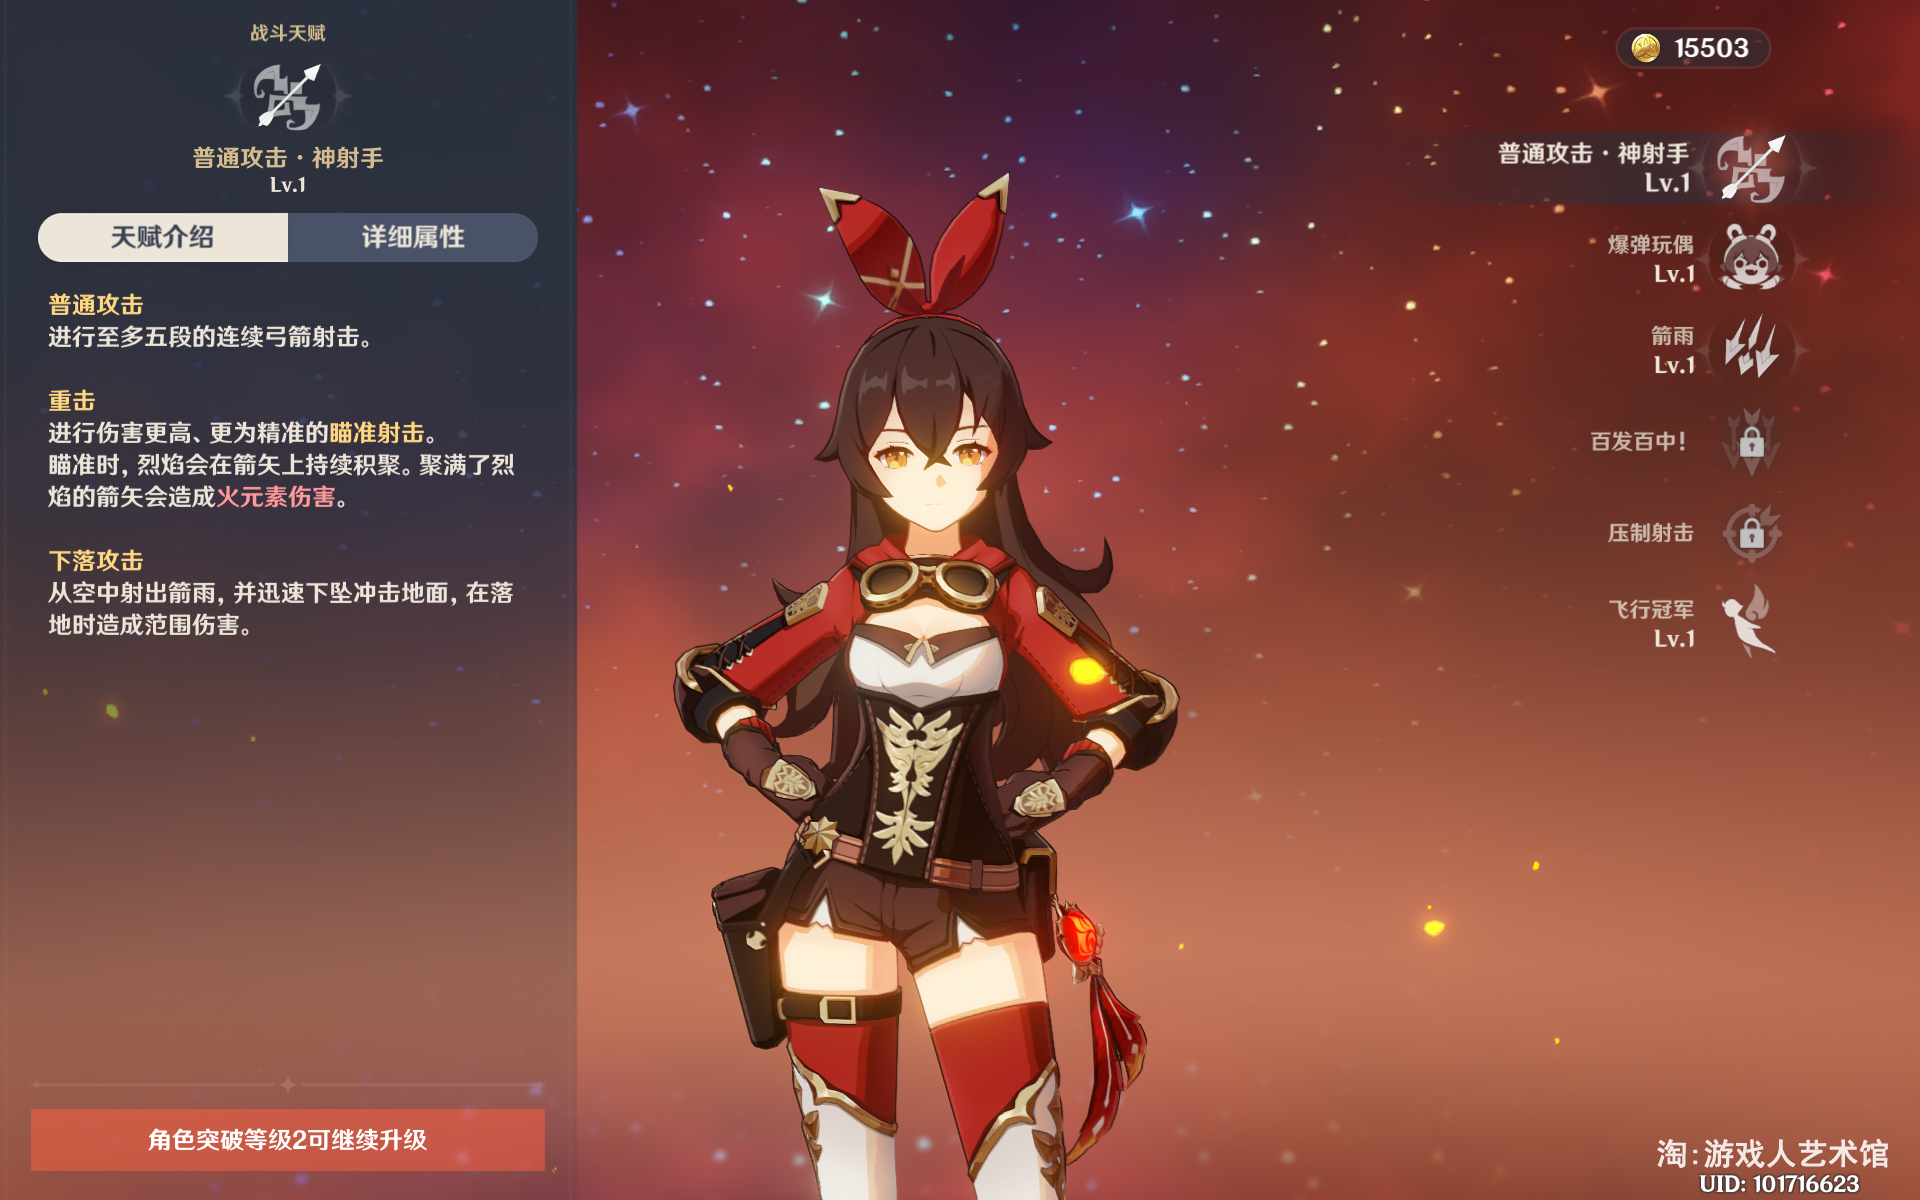 战斗天赋
普通攻击·神射手
Lv.1
天赋介绍
详细属性
普通攻击
进行至多五段的连续弓箭射击。
重击
进行伤害更高、更为精准的瞄准射击。
瞄准时，烈焰会在箭矢上持续积聚。聚满了烈
焰的箭矢会造成火元素伤害。
下落攻击
从空中射出箭雨，并迅速下坠冲击地面，在落
地时造成范围伤害。
角色突破等级2可继续升级
15503
普通攻击·神射手
Lv.1
爆弹玩偶
Lv.1
箭雨
Lv.1
百发百中！
压制射击
飞行冠军
Lv.1
淘:游戏人艺术馆
UID: 101716623